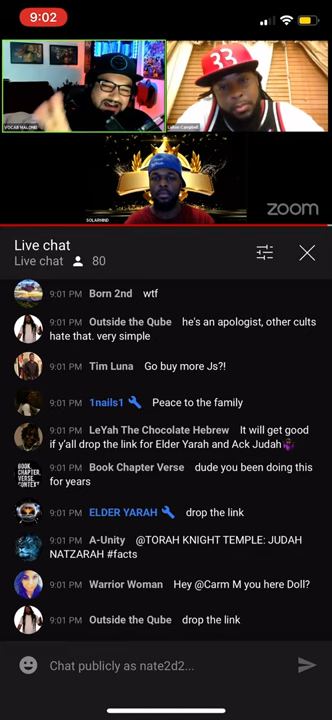 9:02
VOCAB MALONE
SOLARMIND
zoom
Live chat
Live chat 80
9:01 PM Born 2nd wtf
9:01 PM Outside the Qube he's an apologist, other cults
hate that. very simple
9:01 PM Tim Luna Go buy more Js?!
9:01 PM 1nails1 Peace to the family
9:01 PM LeYah The Chocolate Hebrew It will get good
if y'all drop the link for Elder Yarah and Ack Judah
BOOK,
CHAPTER,
VERSE,
9:01 PM Book Chapter Verse dude you been doing this
for years
9:01 PM ELDER YARAH drop the link
9:01 PM A-Unity @TORAH KNIGHT TEMPLE: JUDAH
NATZARAH #facts
9:01 PM Warrior Woman Hey @Carm M you here Doll?
9:01 PM Outside the Qube drop the link
Chat publicly as nate2d2...